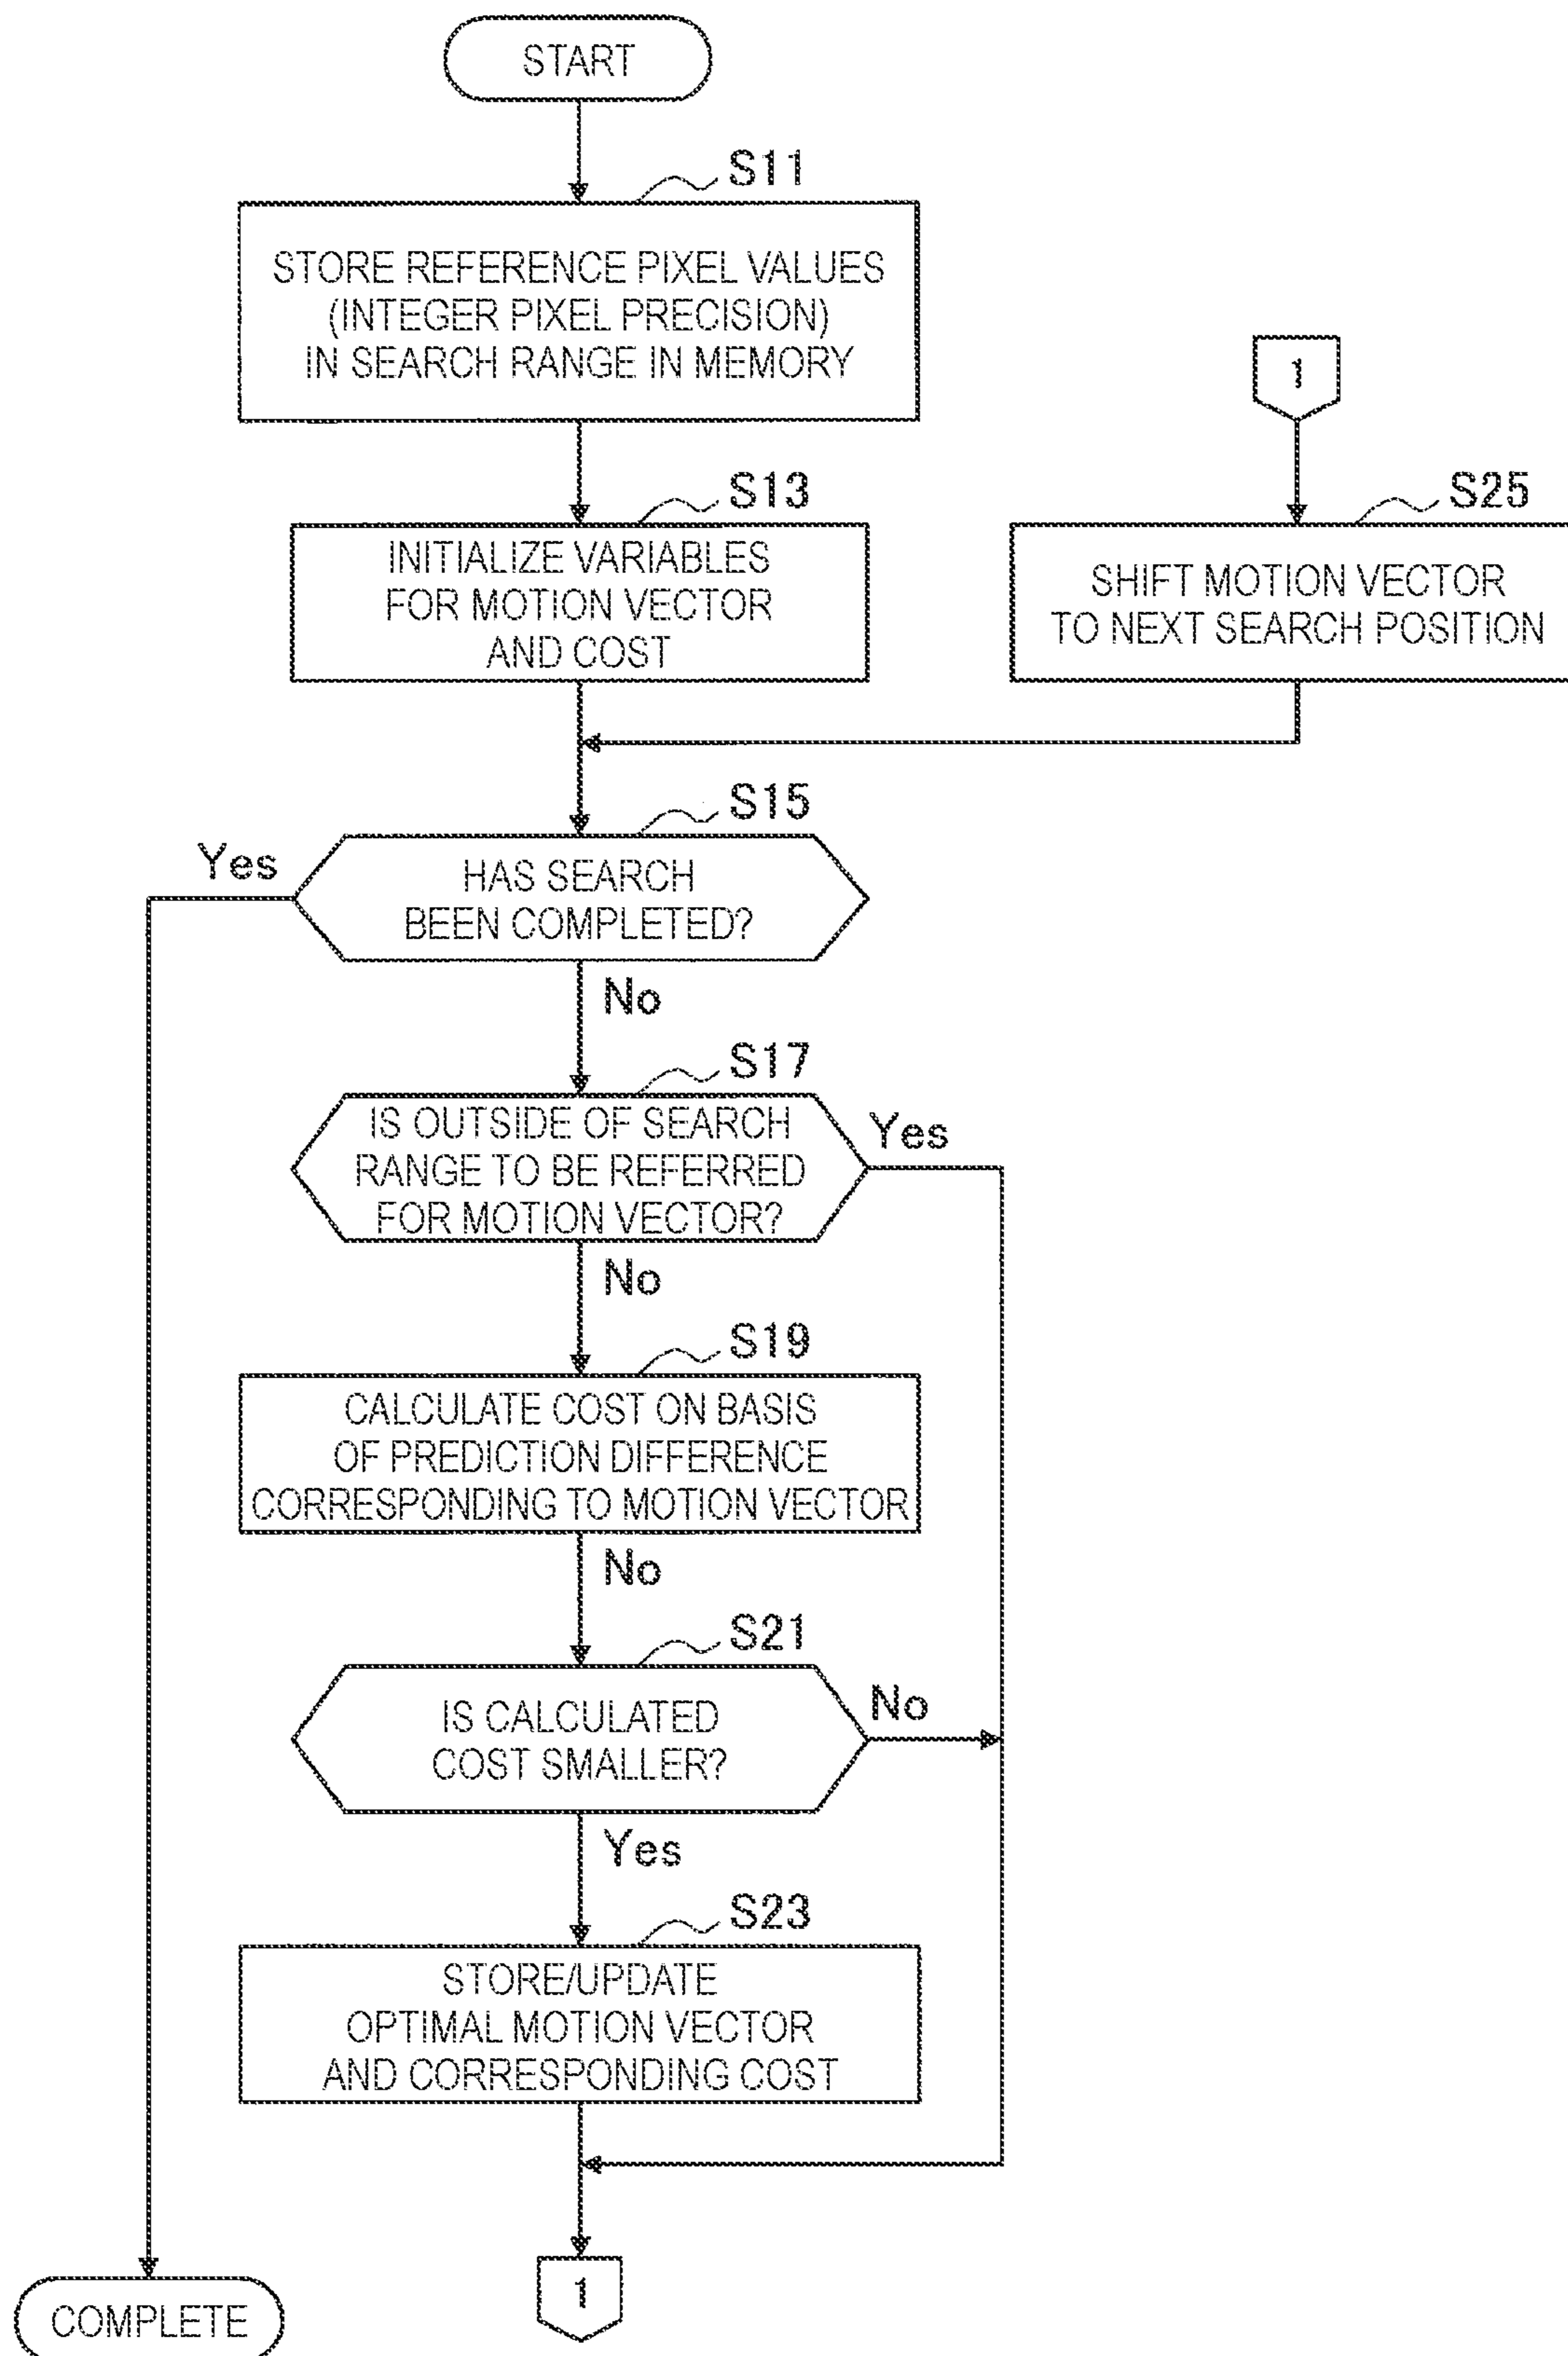 START
S11
STORE REFERENCE PIXEL VALUES
(INTEGER PIXEL PRECISION)
IN SEARCH RANGE IN MEMORY
1
S13
INITIALIZE VARIABLES
FOR MOTION VECTOR
AND COST
S25
SHIFT MOTION VECTOR
TO NEXT SEARCH POSITION
S15
Yes
HAS SEARCH
BEEN COMPLETED?
No
S17
IS OUTSIDE OF SEARCH
RANGE TO BE REFERRED
FOR MOTION VECTOR?
Yes
No
S19
CALCULATE COST ON BASIS
OF PREDICTION DIFFERENCE
CORRESPONDING TO MOTION VECTOR
No
S21
IS CALCULATED
COST SMALLER?
No
Yes
S23
STORE/UPDATE
OPTIMAL MOTION VECTOR
AND CORRESPONDING COST
1
COMPLETE